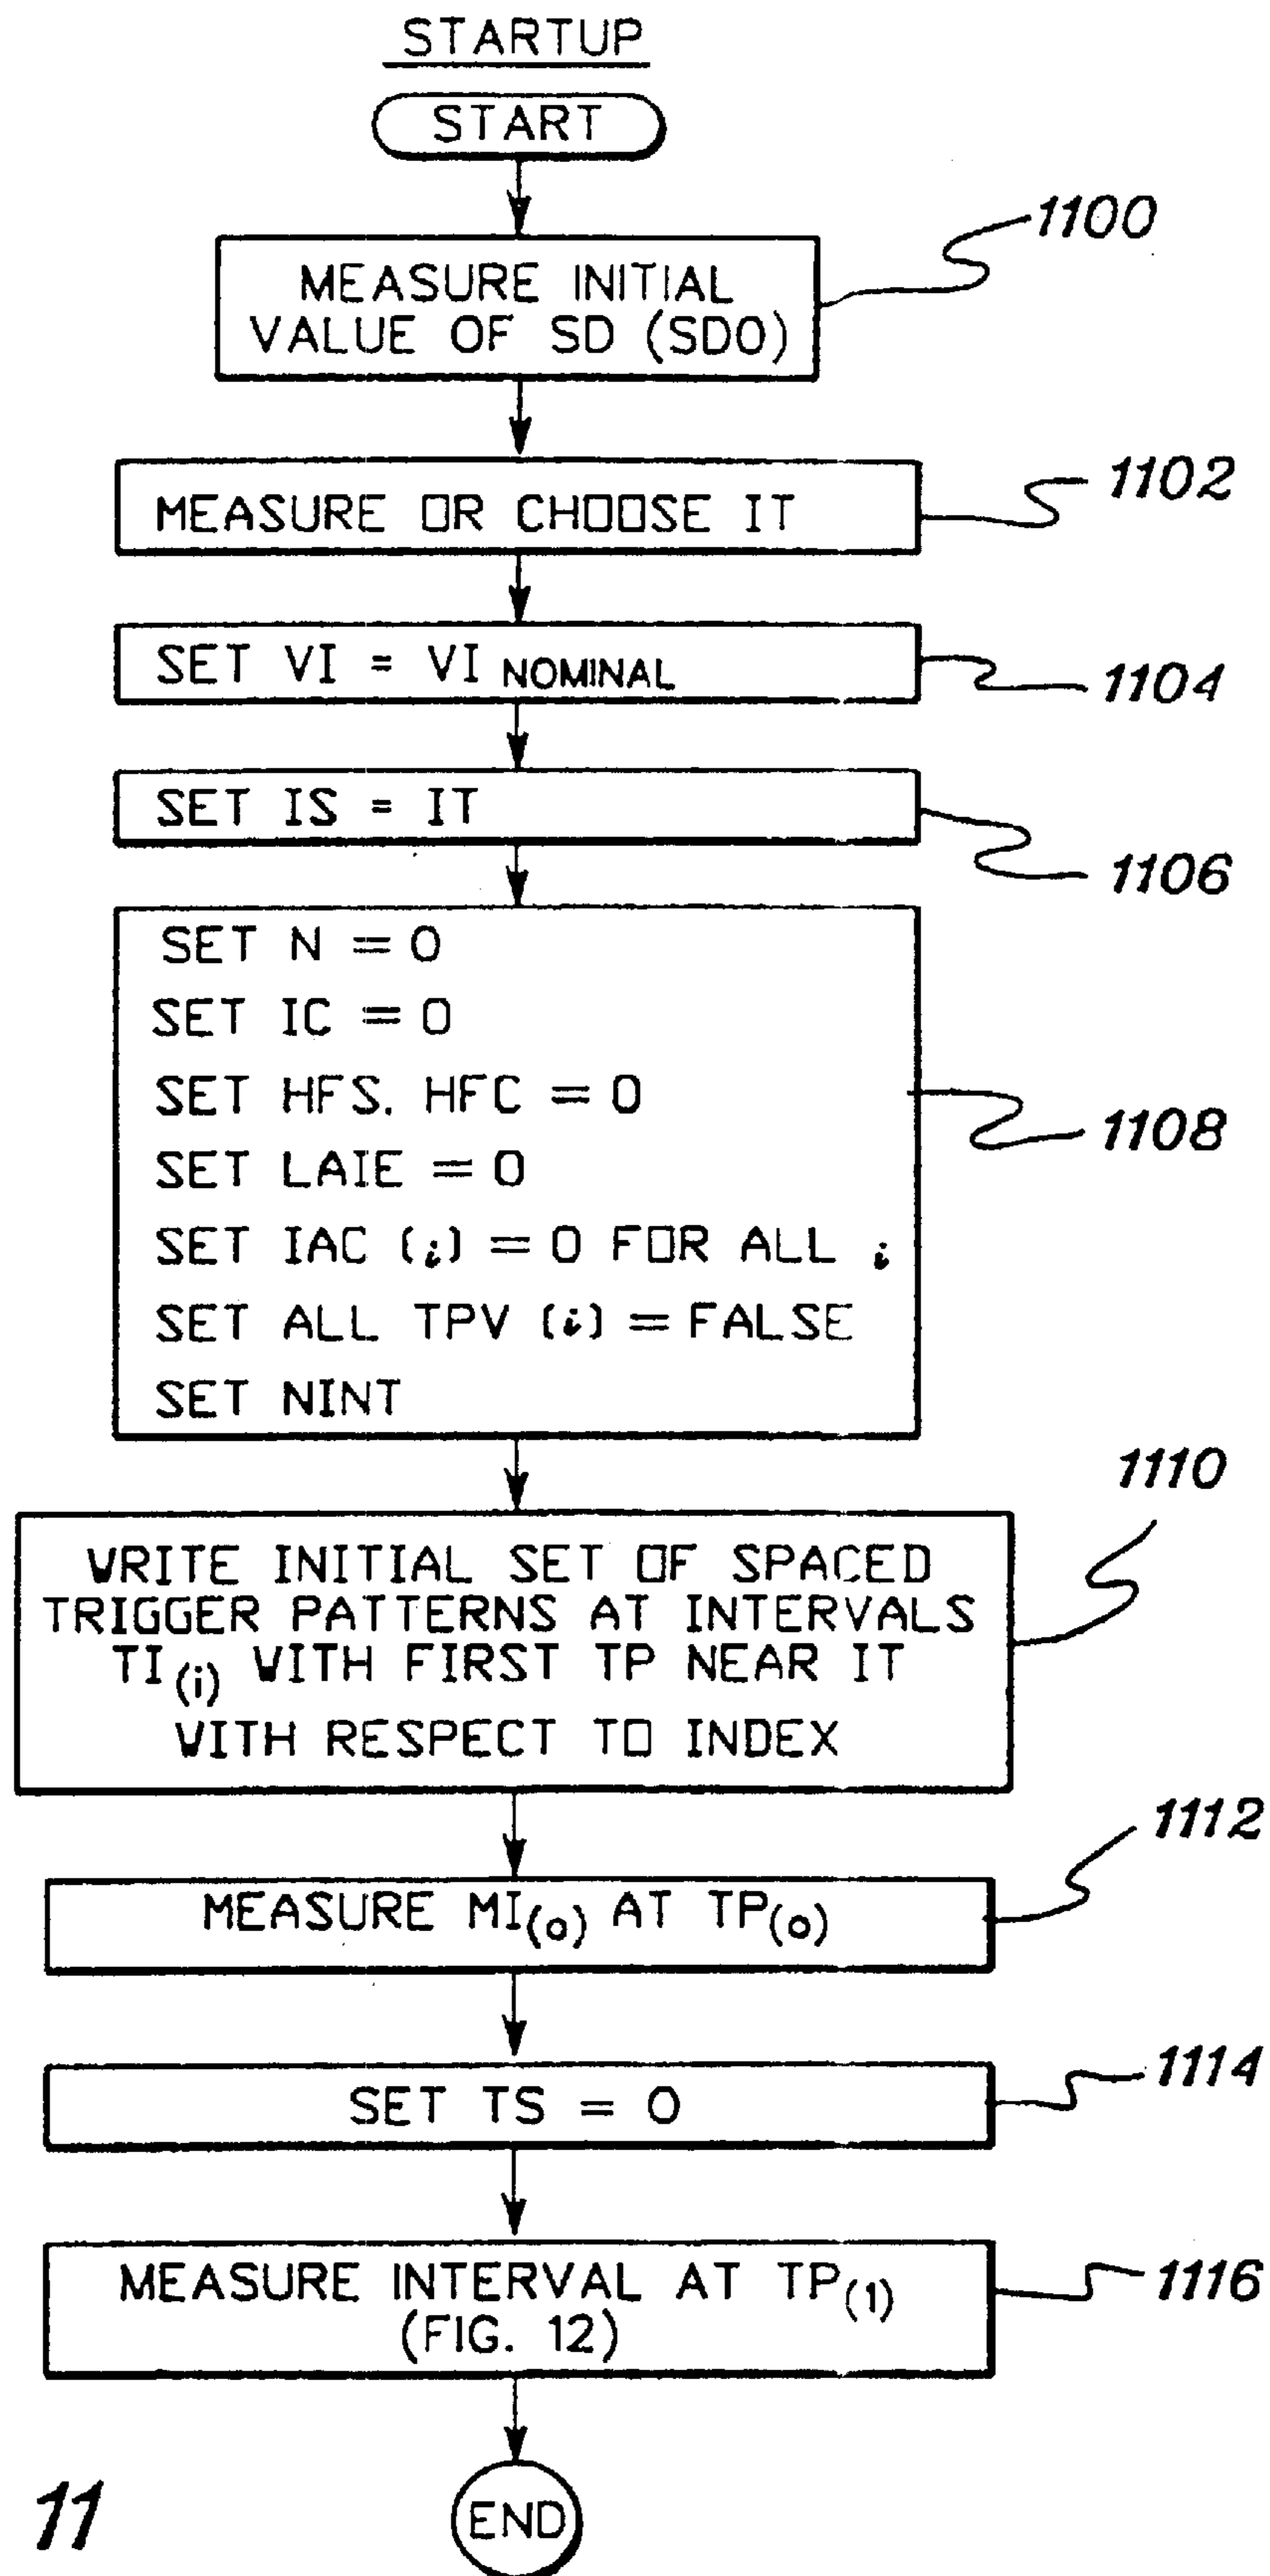 STARTUP
START
1100
MEASURE INITIAL
VALUE OF SD (SD0)
1102
MEASURE OR CHOOSE IT
SET VI = VI NOMINAL
1104
SET IS = IT
1106
SET N = 0
SET IC = 0
SET HFS, HFC = 0
1108
SET LAIE = 0
SET IAC (i) = 0 FOR ALL i
SET ALL TPV (i) = FALSE
SET NINT
1110
WRITE INITIAL SET OF SPACED
TRIGGER PATTERNS AT INTERVALS
TI(i) WITH FIRST TP NEAR IT
WITH RESPECT TO INDEX
1112
MEASURE MI(o) AT TP(o)
1114
SET TS = 0
1116
MEASURE INTERVAL AT TP(1)
(FIG. 12)
11
END